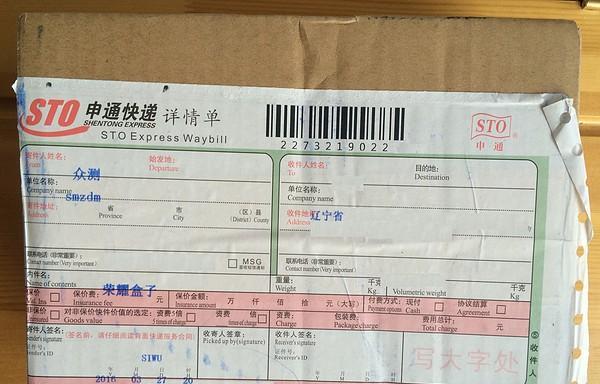 STO 申通快递 详情单
SHENTONG EXPRESS
STO Express Waybill
2273219022
STO
申通
寄件人姓名: 始发地:
From Departure
众测
单位名称:
Company name
smzdm
寄件地址: 省 市 (区)县
Address Province City (District) County
联系电话(非常重要)
Contact number (Very important)
MSG
收件人姓名: 目的地:
To Destination
单位名称:
Company name
收件地址:
Address
辽宁省
联系电话(非常重要)
Contact number (Very important)
内件品名:
Name of contents
荣耀盒子
重量: 千克
Weight: Kg
千克
Volumetric weight: Kg.
保价 保价费: 保价金额: 万 仟 佰 拾 元(大写)
Insurance fee Insurance amount
付款方式: 现付 协议结算
Payment options Cash Agreement
对非保价快件价值的选定: 资费5倍 资费 倍
Goods value
资费: 包装费: 费用总计:
Charge Package charge Total charge
元
寄件人签名
(签名前,请仔细阅读背面快递服务合同)
Sender's signature
SIWU
收寄人签章
Picked up by(signature)
收件人签名
Receiver's signature
证件号
Sender's ID
2016 03 27 20
写大字处
⑤收件人